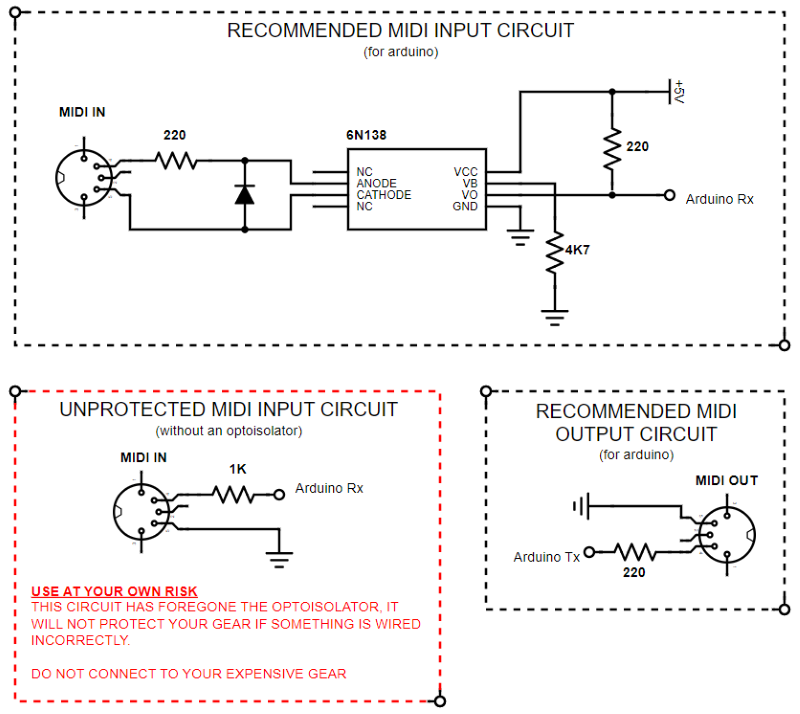 RECOMMENDED MIDI INPUT CIRCUIT
(for arduino)
MIDI IN
220
6N138
+5V
220
NC
ANODE
CATHODE
NC
VCC
VB
VO
GND
Arduino Rx
4K7
UNPROTECTED MIDI INPUT CIRCUIT
(without an optoisolator)
MIDI IN
1K
Arduino Rx
USE AT YOUR OWN RISK
THIS CIRCUIT HAS FOREGONE THE OPTOISOLATOR, IT
WILL NOT PROTECT YOUR GEAR IF SOMETHING IS WIRED
INCORRECTLY.
DO NOT CONNECT TO YOUR EXPENSIVE GEAR
RECOMMENDED MIDI
OUTPUT CIRCUIT
(for arduino)
MIDI OUT
Arduino Tx
220